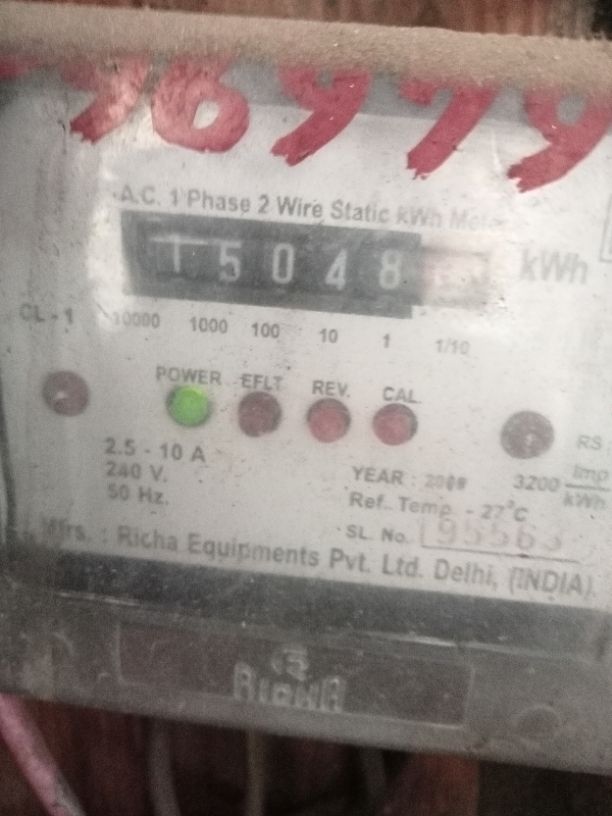 96979
A.C. 1 Phase 2 Wire Static kWh Meter
15048 kWh
CL - 1 10000 1000 100 10 1 1/10
POWER EFLT REV. CAL
RS
2.5 - 10 A
240 V.
50 Hz.
YEAR : 3200 Imp/kWh
Ref. Temp. - 27°C
SL. No.
Mfrs. : Richa Equipments Pvt. Ltd. Delhi, (INDIA).
RICHA